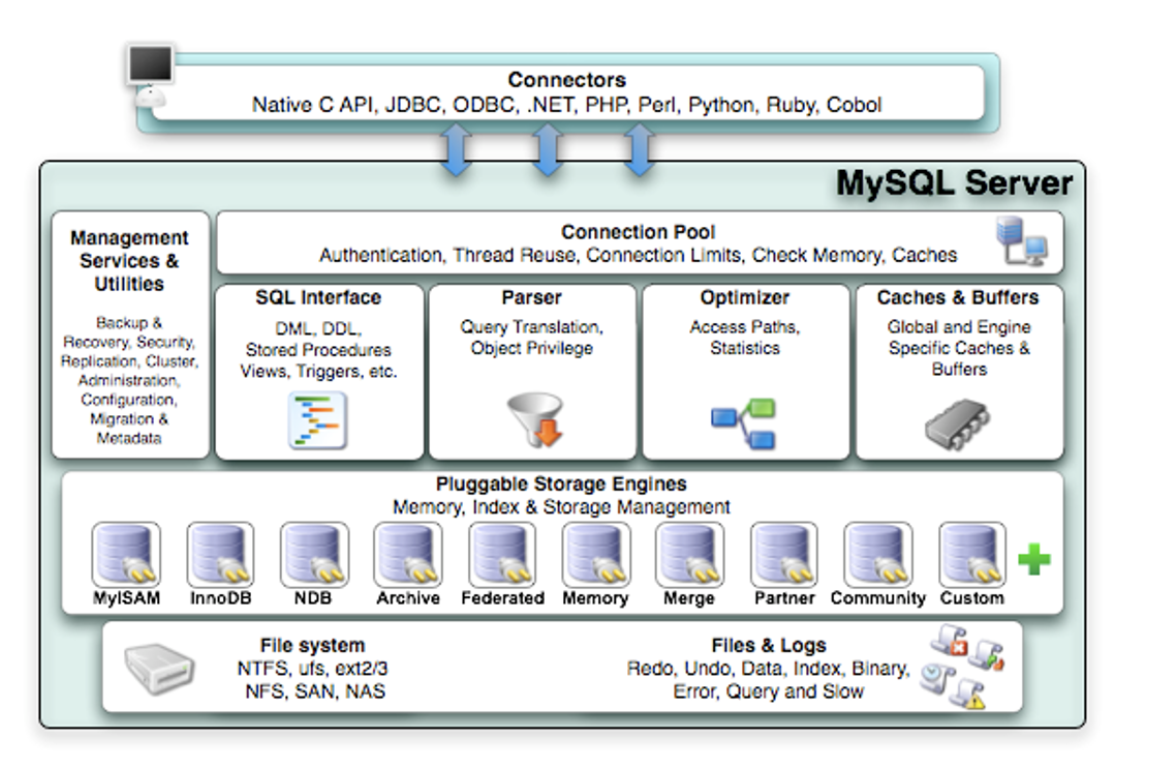 Connectors
Native C API, JDBC, ODBC, .NET, PHP, Perl, Python, Ruby, Cobol
MySQL Server
Management
Services &
Utilities
Backup &
Recovery, Security,
Replication, Cluster,
Administration,
Configuration,
Migration &
Metadata
Connection Pool
Authentication, Thread Reuse, Connection Limits, Check Memory, Caches
SQL Interface
DML, DDL,
Stored Procedures
Views, Triggers, etc.
Parser
Query Translation,
Object Privilege
Optimizer
Access Paths,
Statistics
Caches & Buffers
Global and Engine
Specific Caches &
Buffers
Pluggable Storage Engines
Memory, Index & Storage Management
MyISAM
InnoDB
NDB
Archive
Federated
Memory
Merge
Partner
Community
Custom
File system
NTFS, ufs, ext2/3
NFS, SAN, NAS
Files & Logs
Redo, Undo, Data, Index, Binary,
Error, Query and Slow